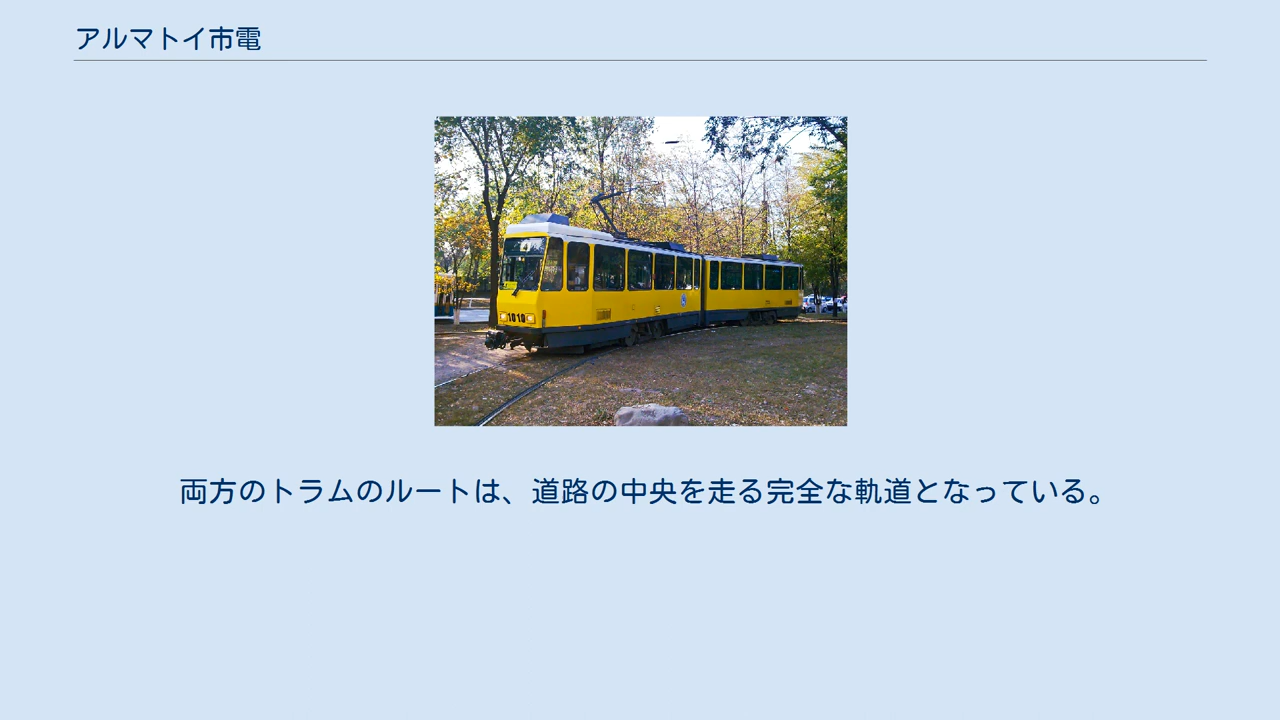 アルマトイ市電
1018
両方のトラムのルートは、道路の中央を走る完全な軌道となっている。